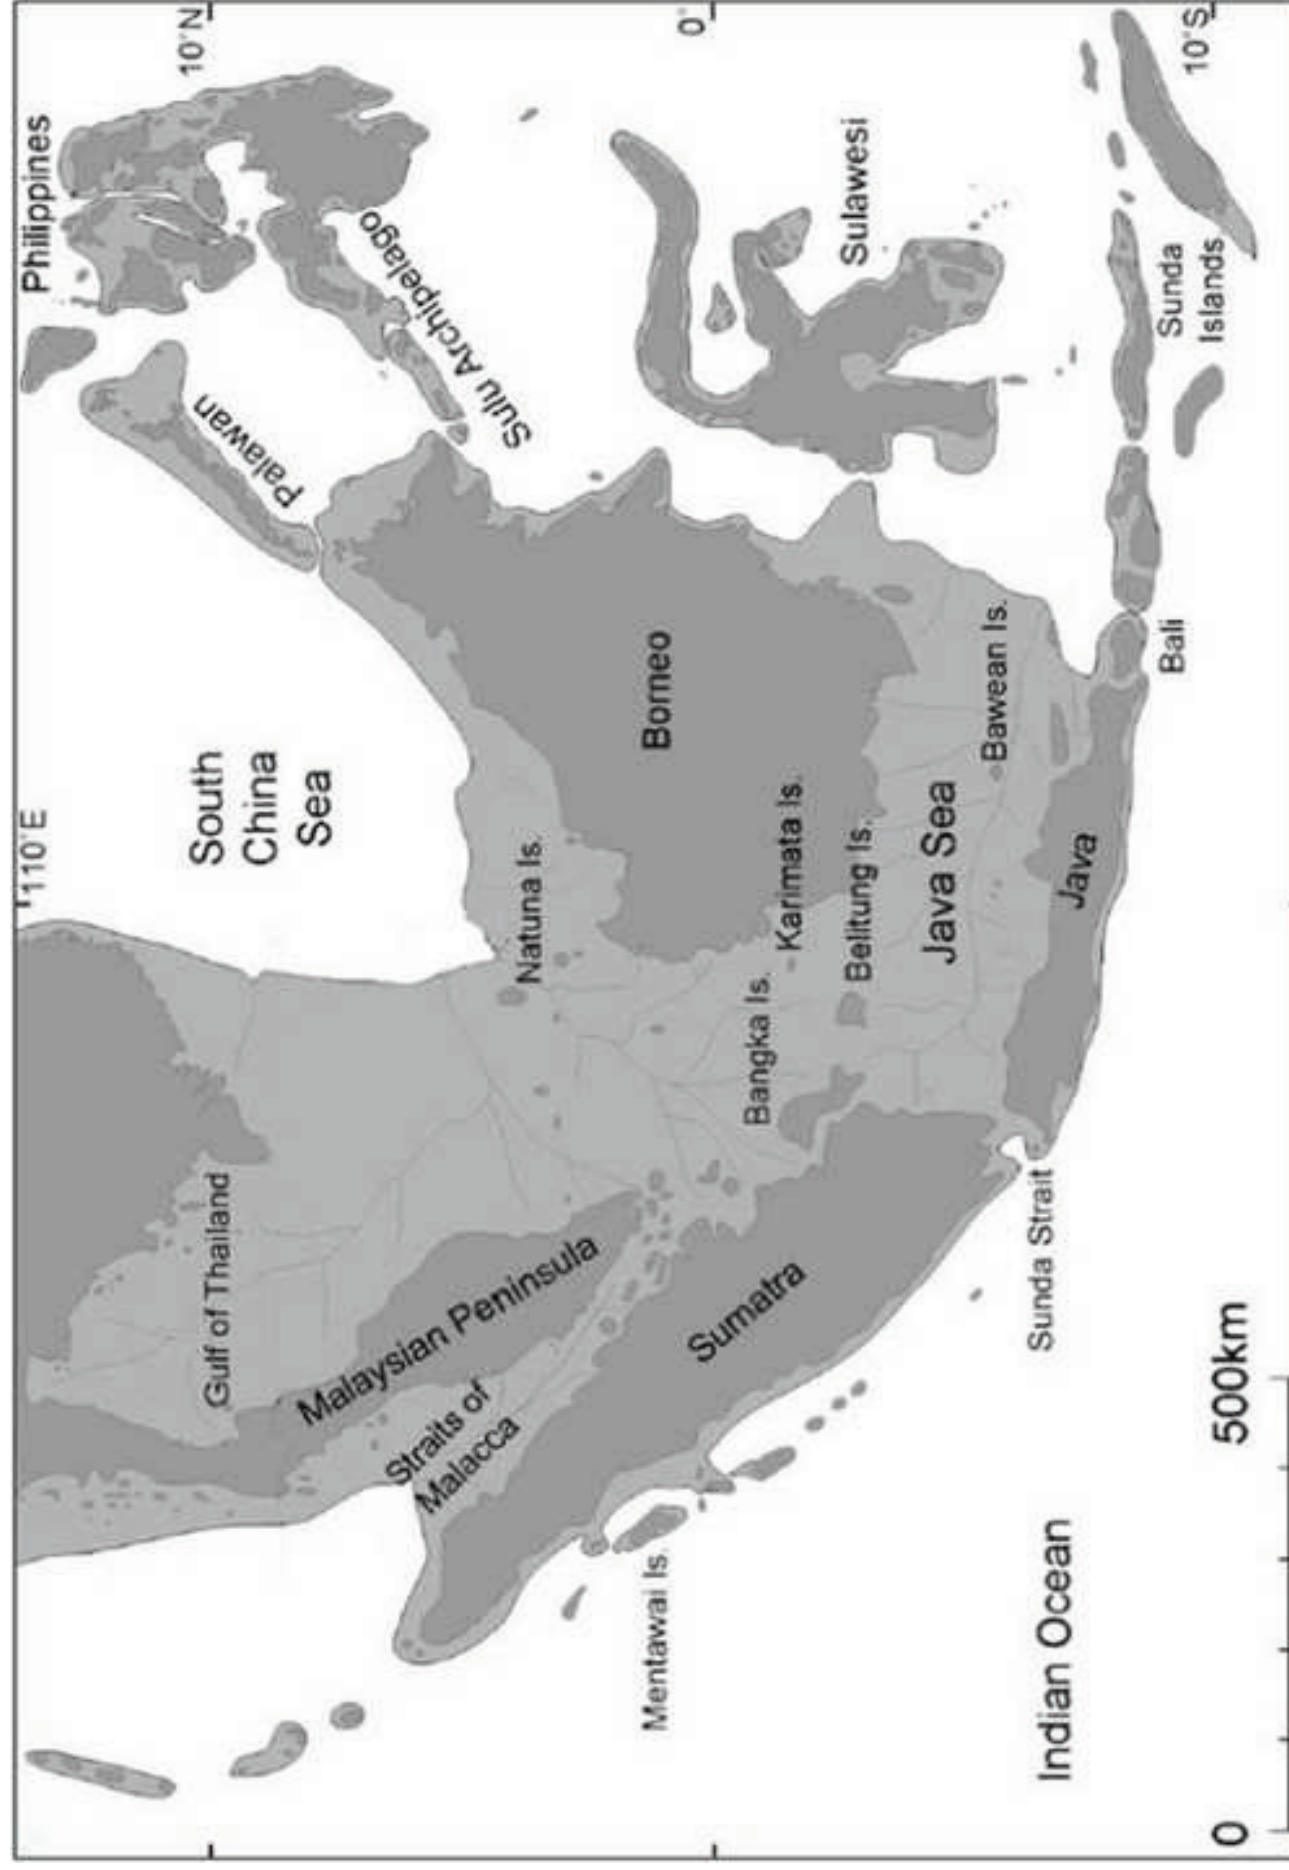 110°E
Philippines
10°N
South
China
Sea
Palawan
Sulu Archipelago
Gulf of Thailand
Malaysian Peninsula
Straits of
Malacca
Natuna Is.
Borneo
0°
Sumatra
Mentawai Is.
Bangka Is.
Karimata Is.
Belitung Is.
Sulawesi
Java Sea
Bawean Is.
Sunda Strait
Java
Bali
Sunda
Islands
10°S
Indian Ocean
0
500km